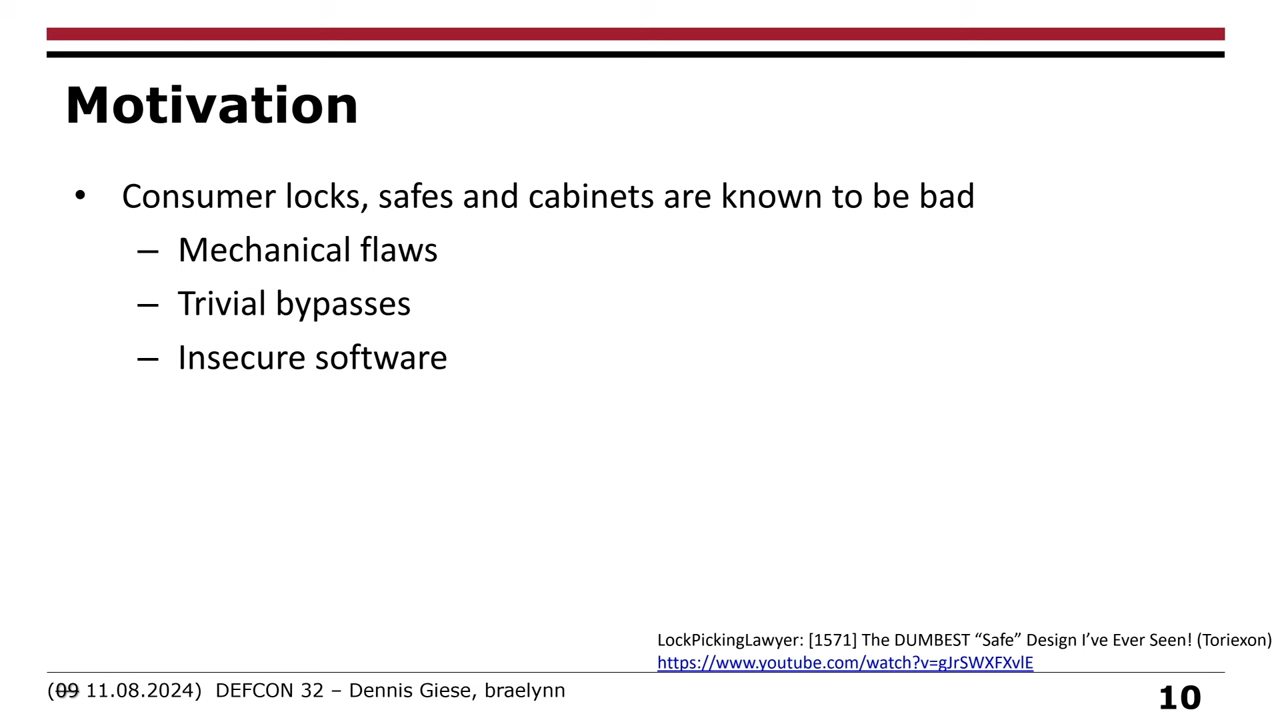 Motivation
• Consumer locks, safes and cabinets are known to be bad
– Mechanical flaws
– Trivial bypasses
– Insecure software
LockPickingLawyer: [1571] The DUMBEST “Safe” Design I’ve Ever Seen! (Toriexon)
https://www.youtube.com/watch?v=gJrSWXFXvlE
(09 11.08.2024) DEFCON 32 – Dennis Giese, braelynn
10